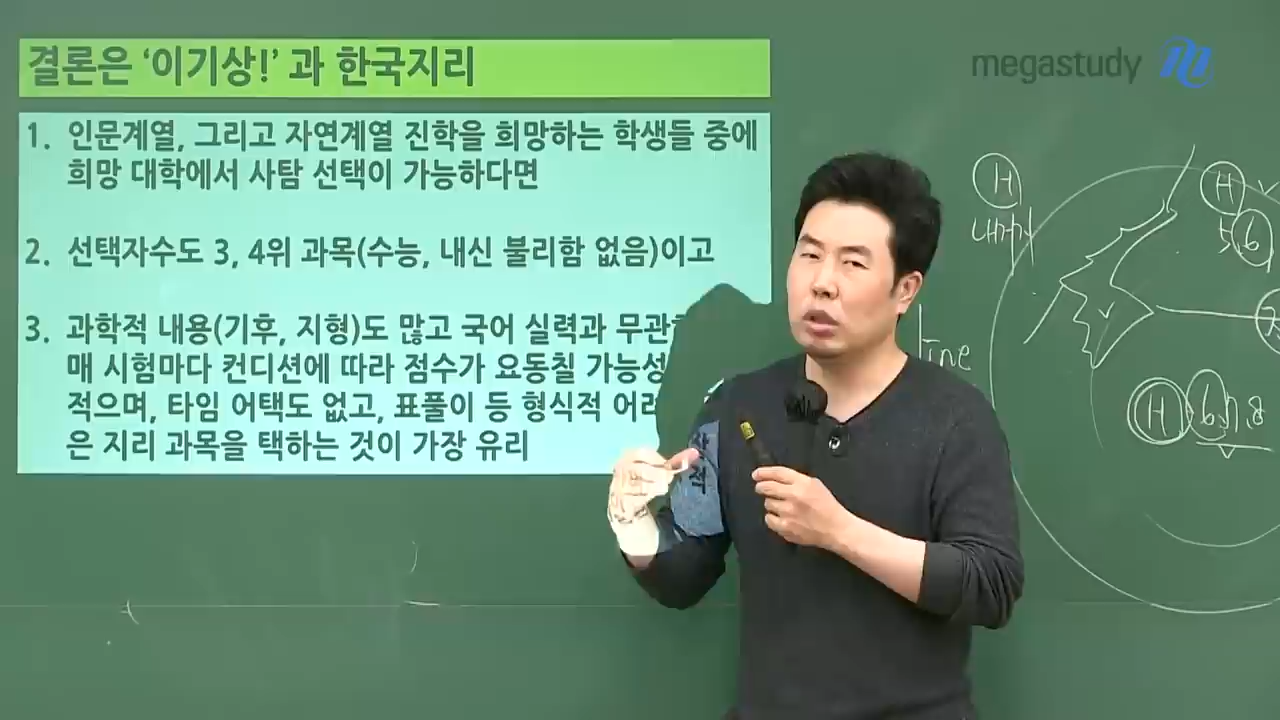 결론은 ‘이기상!’ 과 한국지리
megastudy
1. 인문계열, 그리고 자연계열 진학을 희망하는 학생들 중에
희망 대학에서 사탐 선택이 가능하다면
2. 선택자수도 3, 4위 과목(수능, 내신 불리함 없음)이고
3. 과학적 내용(기후, 지형)도 많고 국어 실력과 무관
매 시험마다 컨디션에 따라 점수가 요동칠 가능성
적으며, 타임 어택도 없고, 표풀이 등 형식적
은 지리 과목을 택하는 것이 가장 유리
H
H
5,6
line
H 6,7,8